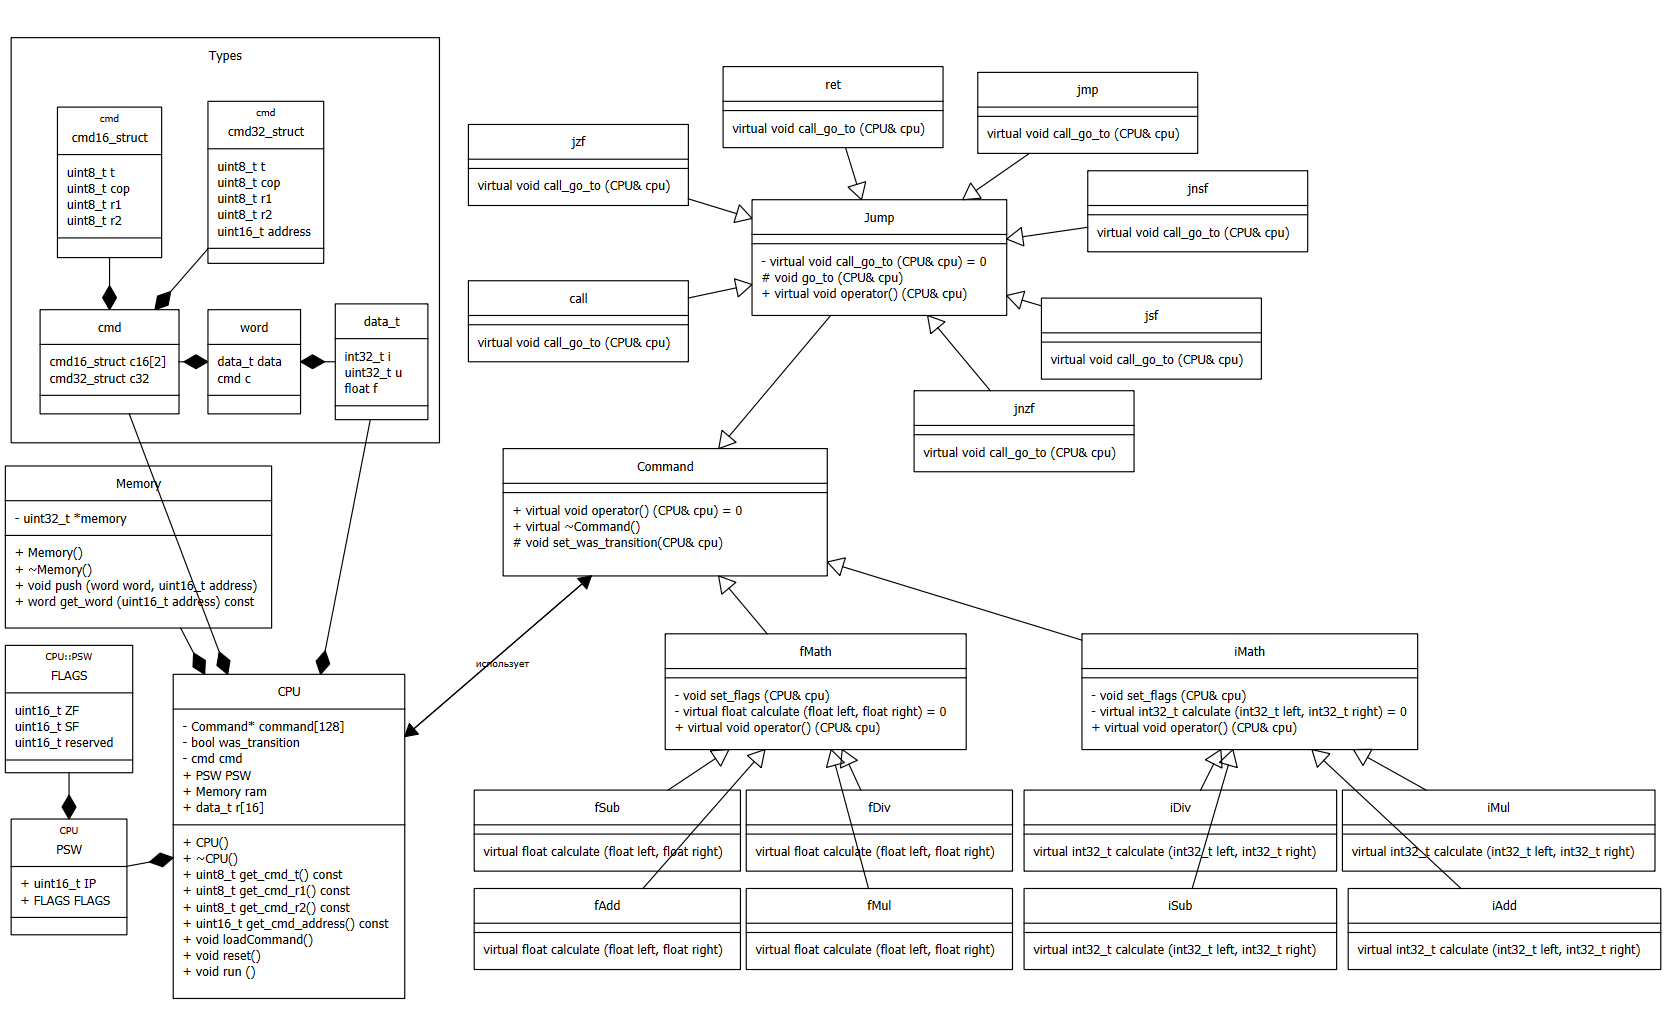 Types
cmd
cmd16_struct
uint8_t t
uint8_t cop
uint8_t r1
uint8_t r2
cmd
cmd32_struct
uint8_t t
uint8_t cop
uint8_t r1
uint8_t r2
uint16_t address
cmd
cmd16_struct c16[2]
cmd32_struct c32
word
data_t data
cmd c
data_t
int32_t i
uint32_t u
float f
Memory
- uint32_t *memory
+ Memory()
+ ~Memory()
+ void push (word word, uint16_t address)
+ word get_word (uint16_t address) const
CPU::PSW
FLAGS
uint16_t ZF
uint16_t SF
uint16_t reserved
CPU
PSW
+ uint16_t IP
+ FLAGS FLAGS
CPU
- Command* command[128]
- bool was_transition
- cmd cmd
+ PSW PSW
+ Memory ram
+ data_t r[16]
+ CPU()
+ ~CPU()
+ uint8_t get_cmd_t() const
+ uint8_t get_cmd_r1() const
+ uint8_t get_cmd_r2() const
+ uint16_t get_cmd_address() const
+ void loadCommand()
+ void reset()
+ void run ()
использует
ret
virtual void call_go_to (CPU& cpu)
jmp
virtual void call_go_to (CPU& cpu)
jzf
virtual void call_go_to (CPU& cpu)
jnsf
virtual void call_go_to (CPU& cpu)
Jump
- virtual void call_go_to (CPU& cpu) = 0
# void go_to (CPU& cpu)
+ virtual void operator() (CPU& cpu)
call
virtual void call_go_to (CPU& cpu)
jsf
virtual void call_go_to (CPU& cpu)
jnzf
virtual void call_go_to (CPU& cpu)
Command
+ virtual void operator() (CPU& cpu) = 0
+ virtual ~Command()
# void set_was_transition(CPU& cpu)
fMath
- void set_flags (CPU& cpu)
- virtual float calculate (float left, float right) = 0
+ virtual void operator() (CPU& cpu)
iMath
- void set_flags (CPU& cpu)
- virtual int32_t calculate (int32_t left, int32_t right) = 0
+ virtual void operator() (CPU& cpu)
fSub
virtual float calculate (float left, float right)
fDiv
virtual float calculate (float left, float right)
iDiv
virtual int32_t calculate (int32_t left, int32_t right)
iMul
virtual int32_t calculate (int32_t left, int32_t right)
fAdd
virtual float calculate (float left, float right)
fMul
virtual float calculate (float left, float right)
iSub
virtual int32_t calculate (int32_t left, int32_t right)
iAdd
virtual int32_t calculate (int32_t left, int32_t right)